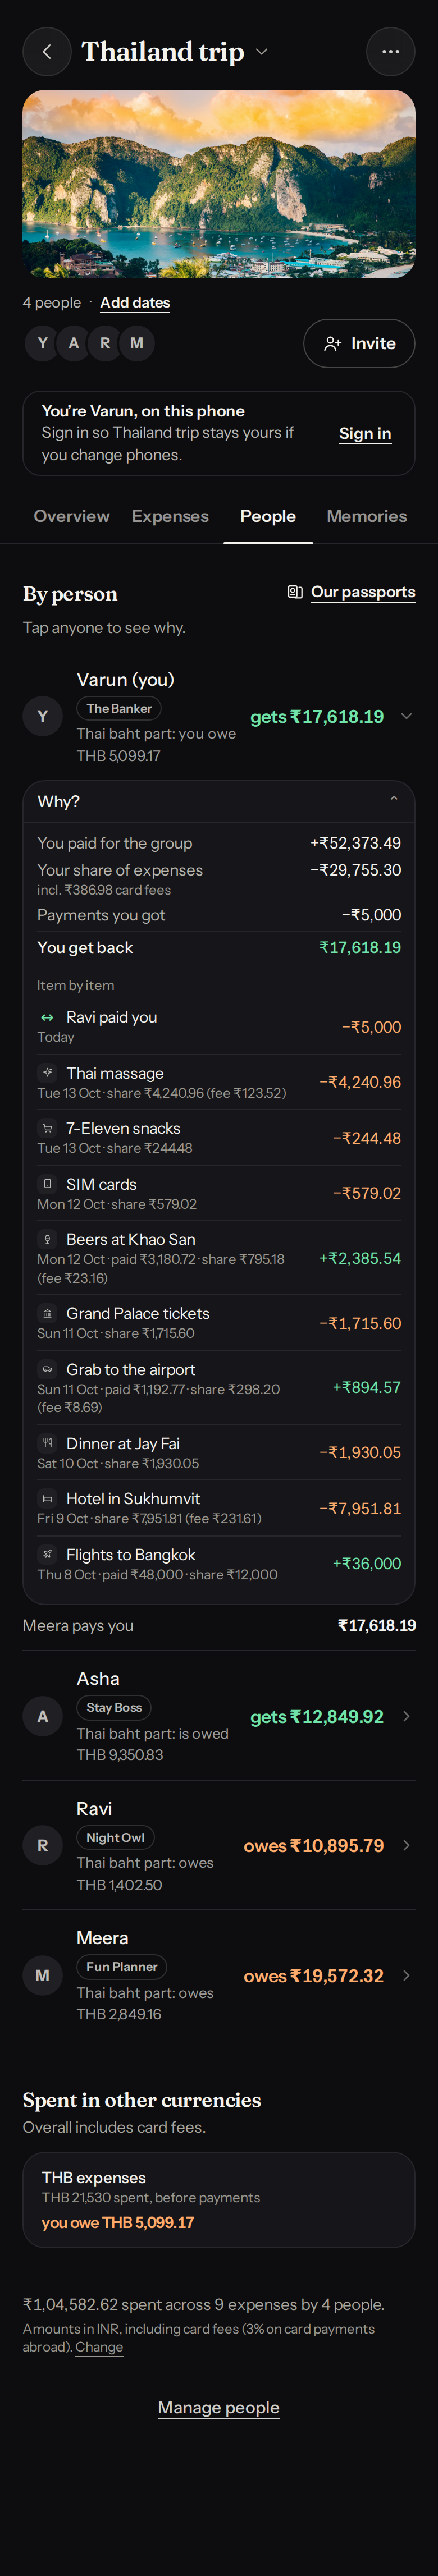 Thailand trip
4 people · Add dates
Y A R M
Invite
You're Varun, on this phone
Sign in so Thailand trip stays yours if
you change phones.
Sign in
Overview Expenses People Memories
By person
Our passports
Tap anyone to see why.
Varun (you)
The Banker
Y
Thai baht part: you owe
THB 5,099.17
gets ₹17,618.19
Why?
You paid for the group +₹52,373.49
Your share of expenses −₹29,755.30
incl. ₹386.98 card fees
Payments you got −₹5,000
You get back ₹17,618.19
Item by item
Ravi paid you
Today
−₹5,000
Thai massage
Tue 13 Oct · share ₹4,240.96 (fee ₹123.52)
−₹4,240.96
7-Eleven snacks
Tue 13 Oct · share ₹244.48
−₹244.48
SIM cards
Mon 12 Oct · share ₹579.02
−₹579.02
Beers at Khao San
Mon 12 Oct · paid ₹3,180.72 · share ₹795.18
(fee ₹23.16)
+₹2,385.54
Grand Palace tickets
Sun 11 Oct · share ₹1,715.60
−₹1,715.60
Grab to the airport
Sun 11 Oct · paid ₹1,192.77 · share ₹298.20
(fee ₹8.69)
+₹894.57
Dinner at Jay Fai
Sat 10 Oct · share ₹1,930.05
−₹1,930.05
Hotel in Sukhumvit
Fri 9 Oct · share ₹7,951.81 (fee ₹231.61)
−₹7,951.81
Flights to Bangkok
Thu 8 Oct · paid ₹48,000 · share ₹12,000
+₹36,000
Meera pays you ₹17,618.19
Asha
Stay Boss
A
Thai baht part: is owed
THB 9,350.83
gets ₹12,849.92
Ravi
Night Owl
R
Thai baht part: owes
THB 1,402.50
owes ₹10,895.79
Meera
Fun Planner
M
Thai baht part: owes
THB 2,849.16
owes ₹19,572.32
Spent in other currencies
Overall includes card fees.
THB expenses
THB 21,530 spent, before payments
you owe THB 5,099.17
₹1,04,582.62 spent across 9 expenses by 4 people.
Amounts in INR, including card fees (3% on card payments
abroad). Change
Manage people